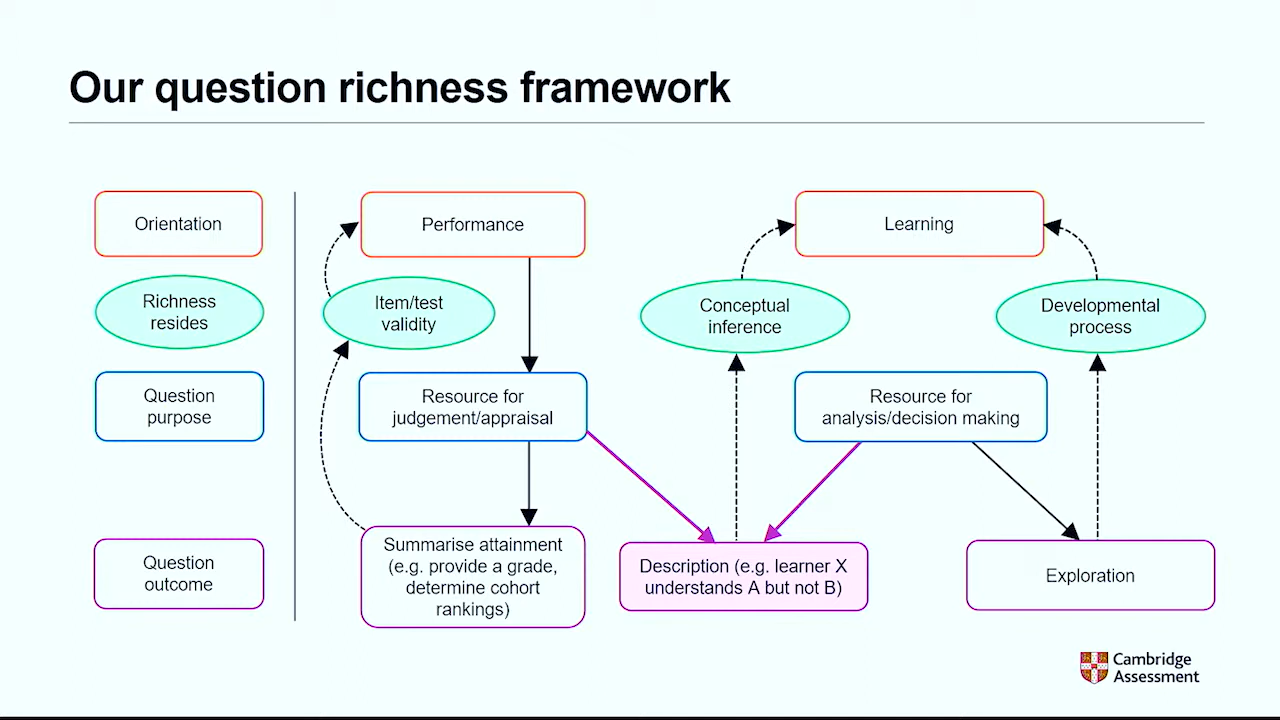 Our question richness framework
Orientation
Performance
Learning
Richness
resides
Item/test
validity
Conceptual
inference
Developmental
process
Question
purpose
Resource for
judgement/appraisal
Resource for
analysis/decision making
Question
outcome
Summarise attainment
(e.g. provide a grade,
determine cohort
rankings)
Description (e.g. learner X
understands A but not B)
Exploration
Cambridge
Assessment